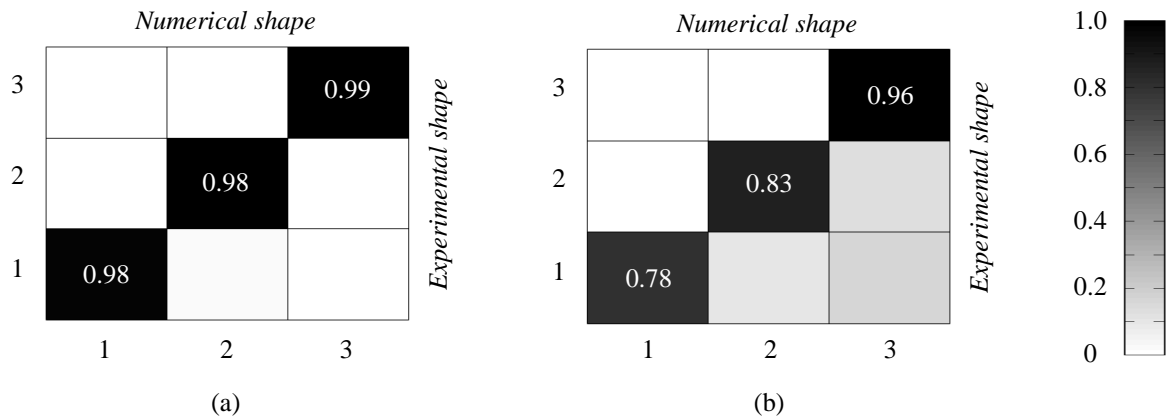 Numerical shape
3
0.99
2
0.98
1
0.98
1 2 3
Experimental shape
(a)
Numerical shape
3
0.96
2
0.83
1
0.78
1 2 3
Experimental shape
(b)
1.0
0.8
0.6
0.4
0.2
0